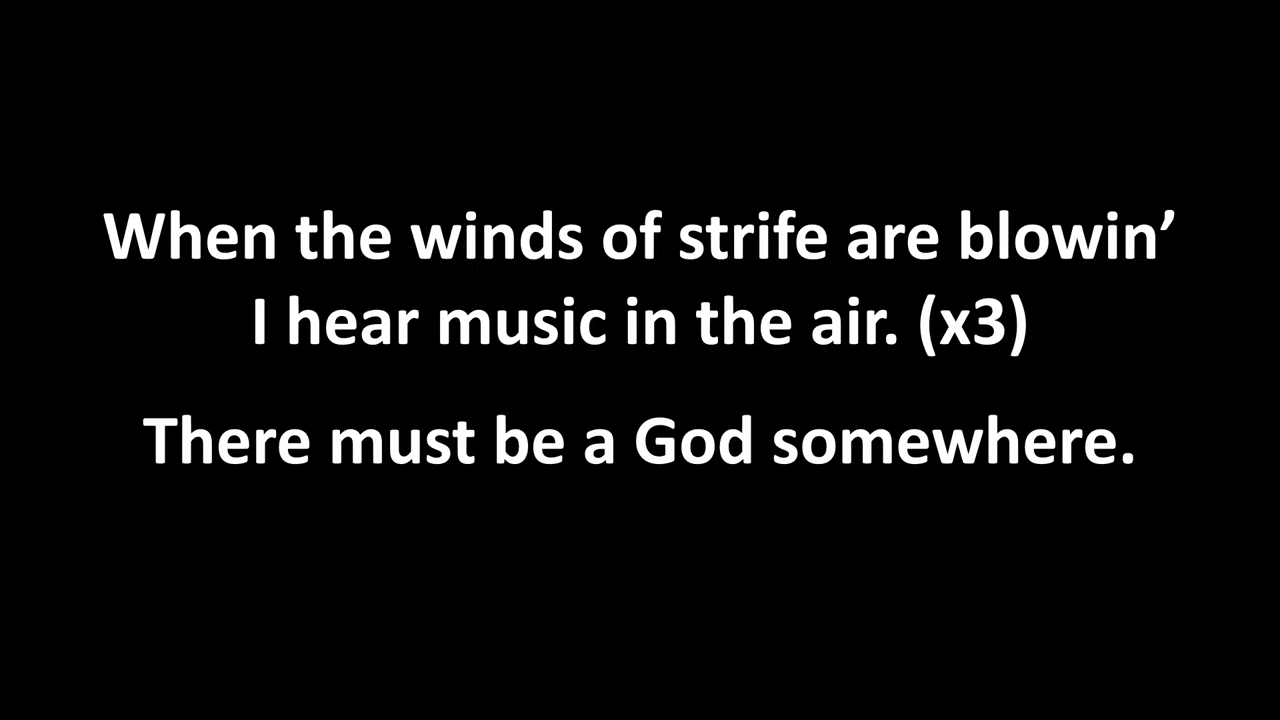 When the winds of strife are blowin’
I hear music in the air. (x3)
There must be a God somewhere.